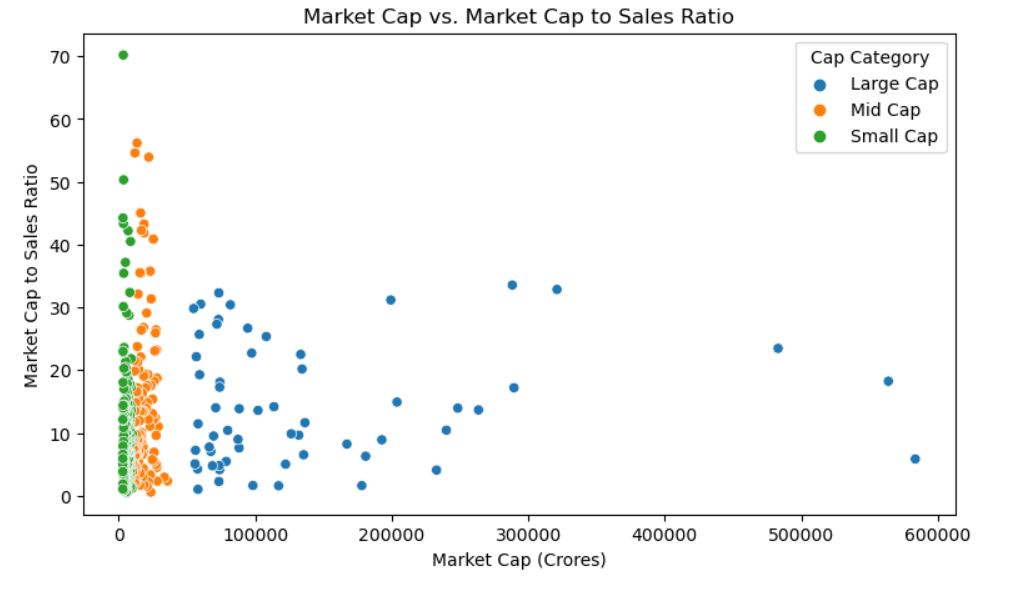 Market Cap vs. Market Cap to Sales Ratio
Cap Category
Large Cap
Mid Cap
Small Cap
Market Cap to Sales Ratio
70
60
50
40
30
20
10
0
0
100000
200000
300000
400000
500000
600000
Market Cap (Crores)